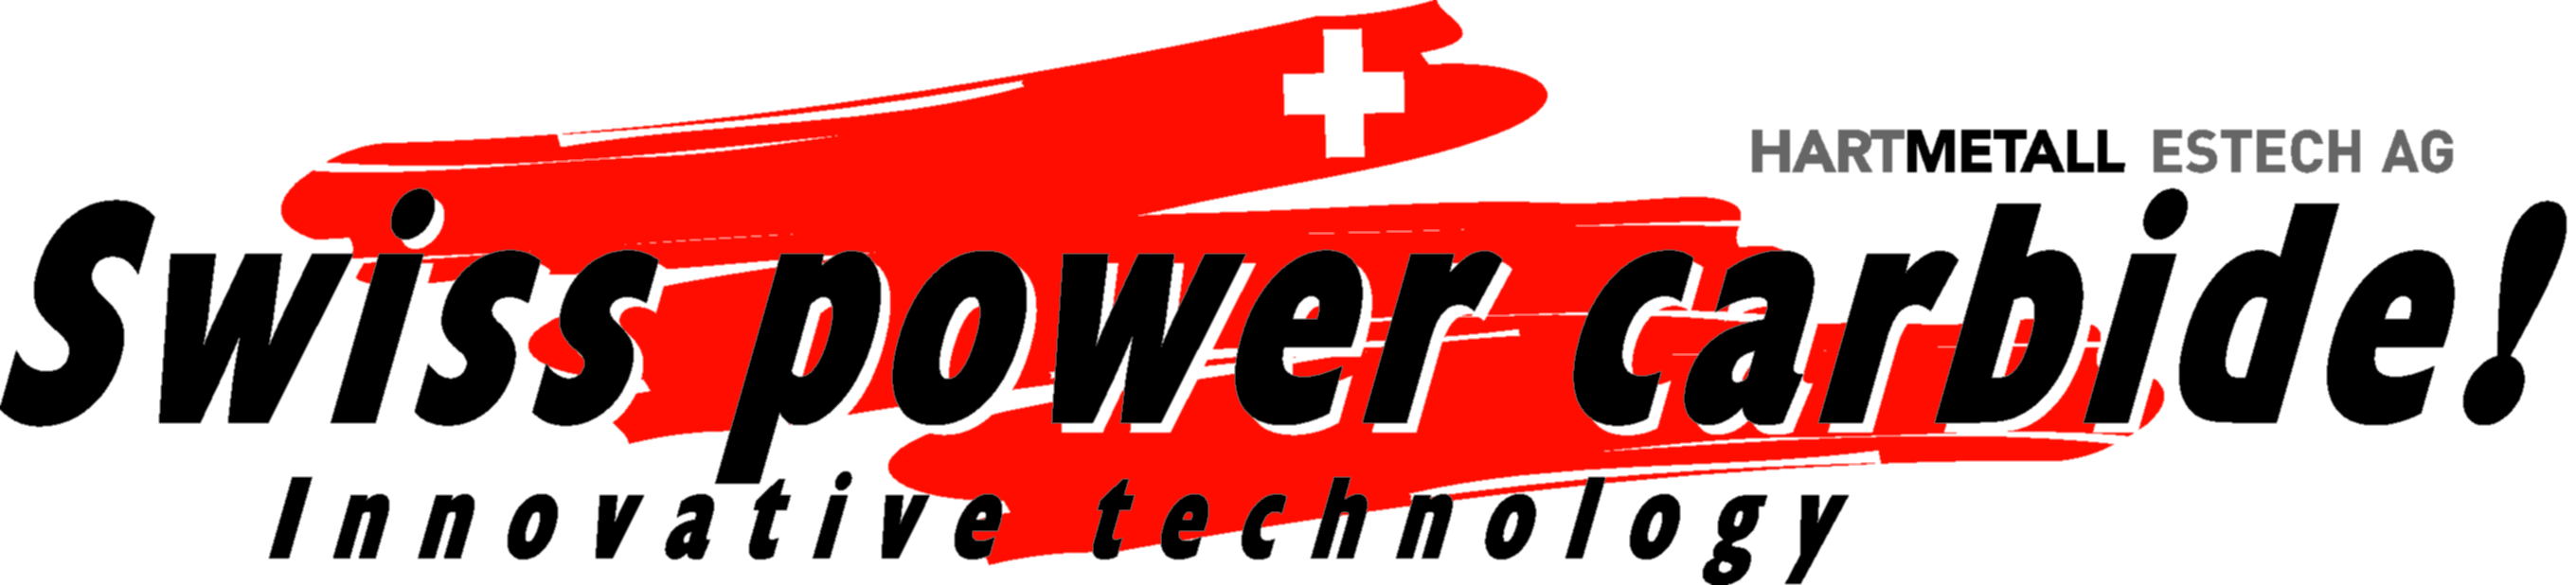 HARTMETALL ESTECH AG
Swiss power carbide!
Innovative technology